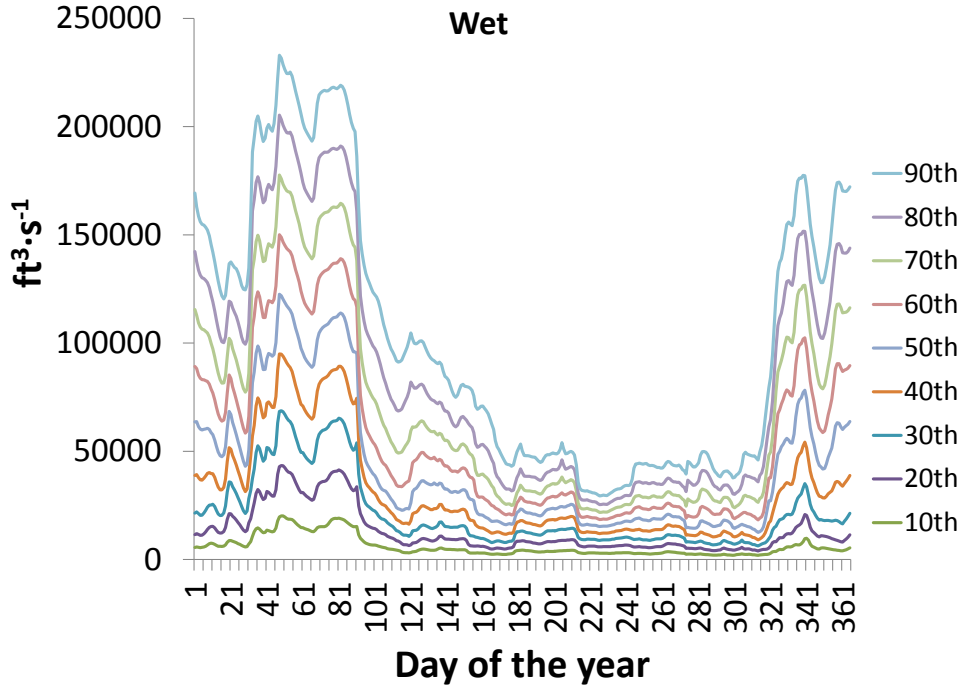 Wet
ft³·s⁻¹
250000
200000
150000
100000
50000
0
1
21
41
61
81
101
121
141
161
181
201
221
241
261
281
301
321
341
361
Day of the year
90th
80th
70th
60th
50th
40th
30th
20th
10th